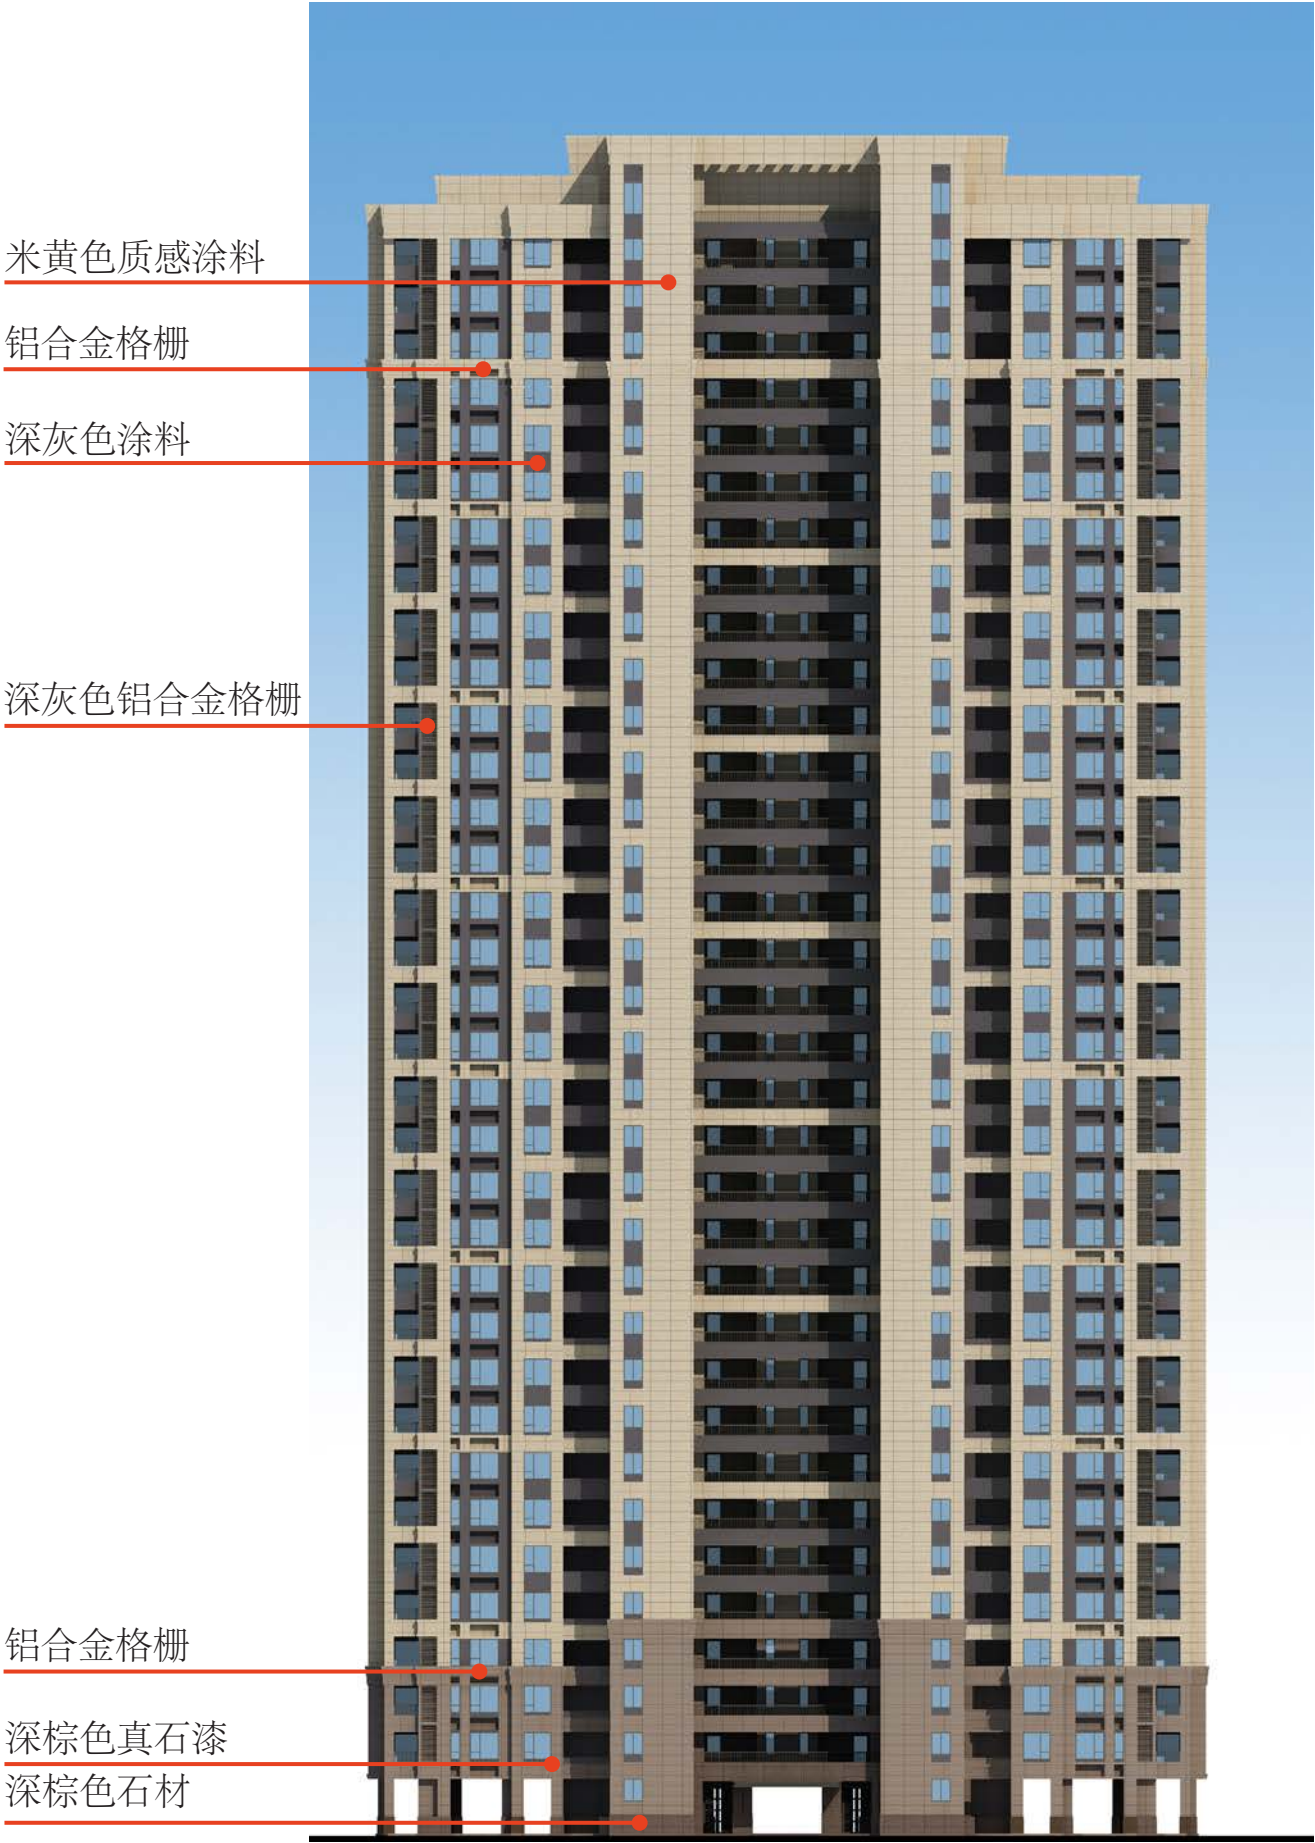 米黄色质感涂料
铝合金格栅
深灰色涂料
深灰色铝合金格栅
铝合金格栅
深棕色真石漆
深棕色石材